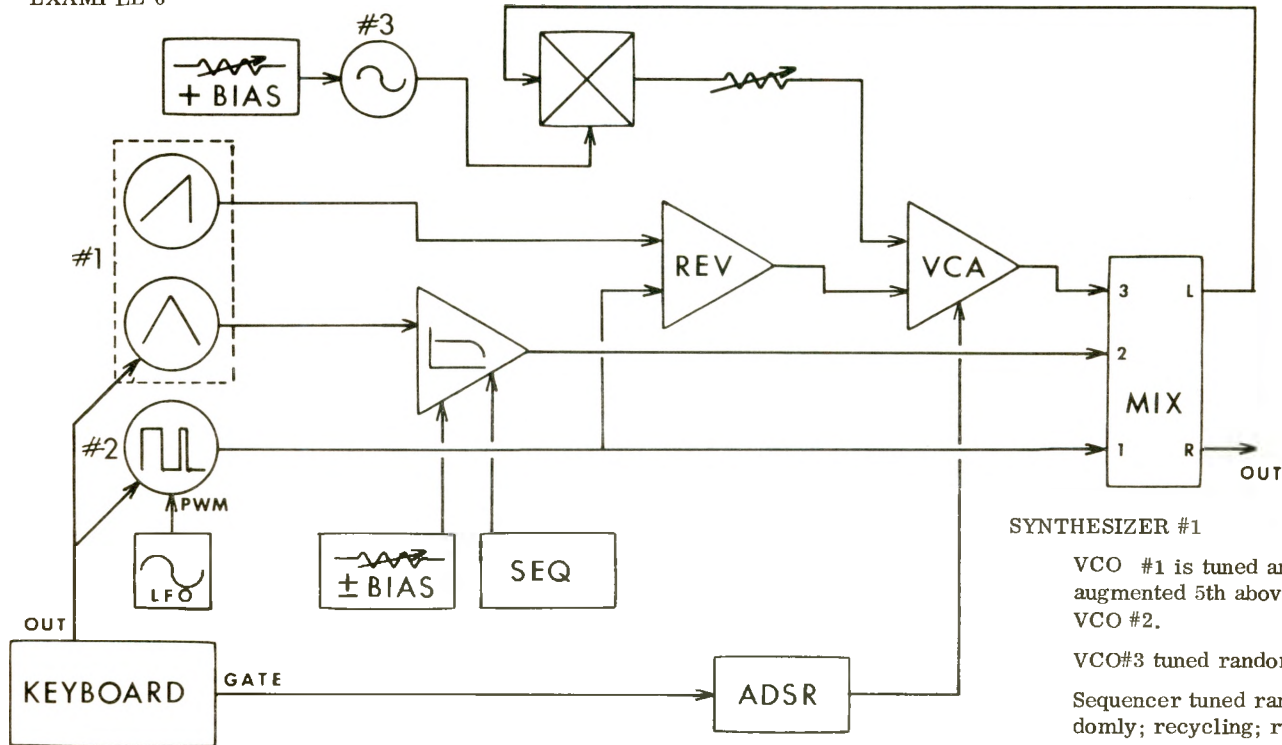 EXAMPLE 6
#3
+ BIAS
#1
REV
VCA
3 L
2
MIX
1 R
OUT
#2
PWM
LFO
± BIAS
SEQ
OUT
KEYBOARD
GATE
ADSR
SYNTHESIZER #1
VCO #1 is tuned an
augmented 5th above
VCO #2.
VCO#3 tuned
Sequencer tuned ran-
domly; recycling;